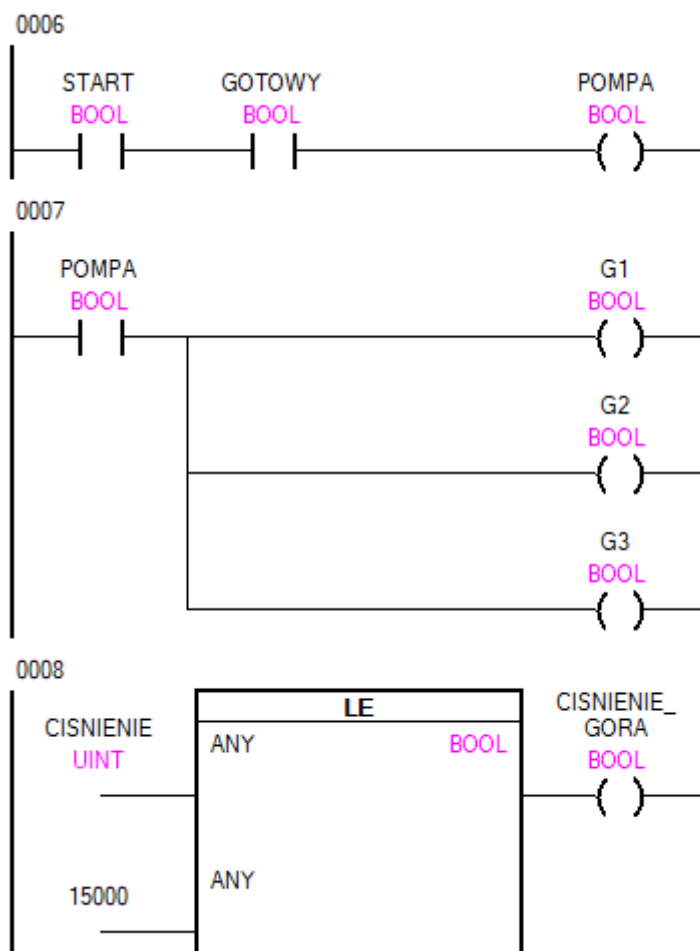 0006
START GOTOWY POMPA
BOOL BOOL BOOL
0007
POMPA G1
BOOL BOOL
G2
BOOL
G3
BOOL
0008
LE
CISNIENIE_
GORA
CISNIENIE
UINT
ANY BOOL
BOOL
ANY
15000